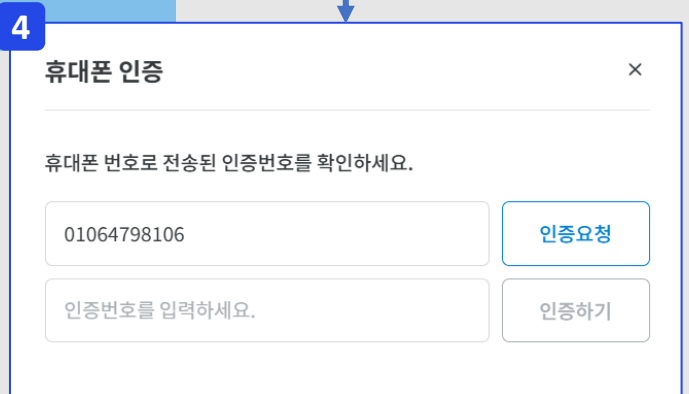 4
휴대폰 인증
×
휴대폰 번호로 전송된 인증번호를 확인하세요.
01064798106
인증요청
인증번호를 입력하세요.
인증하기